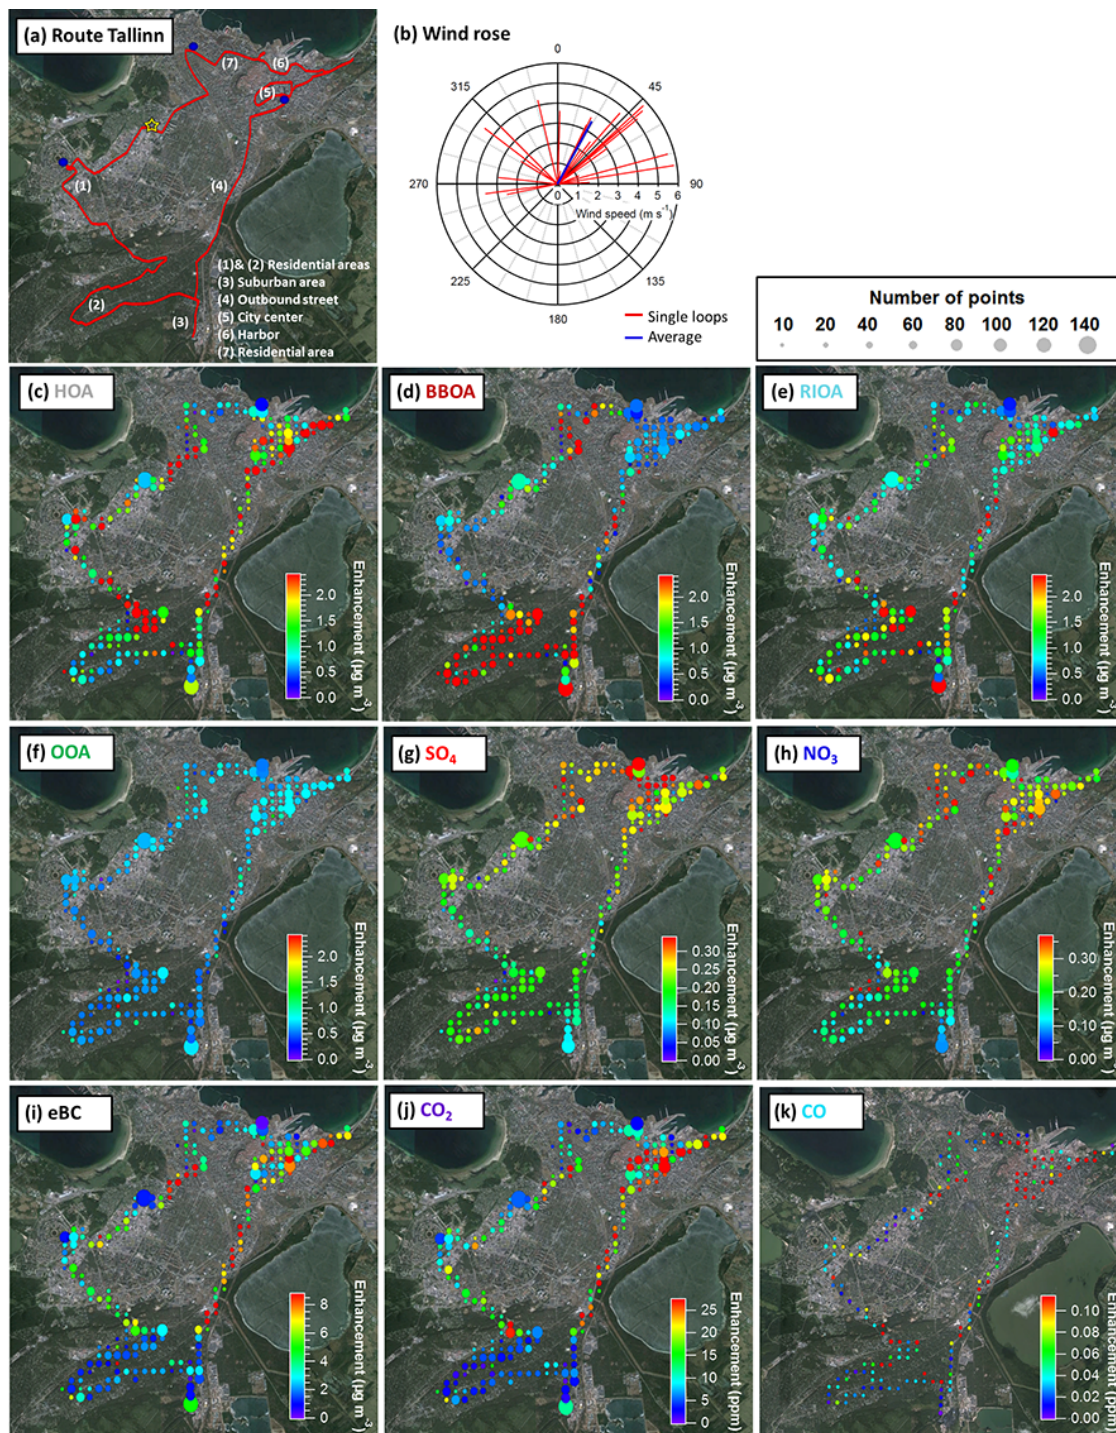 (a) Route Tallinn
(7)
(6)
(5)
(1)
(4)
(2)
(3)
(1)& (2) Residential areas
(3) Suburban area
(4) Outbound street
(5) City center
(6) Harbor
(7) Residential area
(b) Wind rose
0
315
45
270
0 1 2 3 4 5 6
90
Wind speed (m s⁻¹)
225
135
180
Single loops
Average
Number of points
10 20 40 60 80 100 120 140
(c) HOA
2.0
1.5
1.0
0.5
0.0
Enhancement (µg m⁻³)
(d) BBOA
2.0
1.5
1.0
0.5
0.0
Enhancement (µg m⁻³)
(e) RIOA
2.0
1.5
1.0
0.5
0.0
Enhancement (µg m⁻³)
(f) OOA
2.0
1.5
1.0
0.5
0.0
Enhancement (µg m⁻³)
(g) SO₄
0.30
0.25
0.20
0.15
0.10
0.05
0.00
Enhancement (µg m⁻³)
(h) NO₃
0.30
0.20
0.10
0.00
Enhancement (µg m⁻³)
(i) eBC
8
6
4
2
0
Enhancement (µg m⁻³)
(j) CO₂
25
20
15
10
5
0
Enhancement (ppm)
(k) CO
0.10
0.08
0.06
0.04
0.02
0.00
Enhancement (ppm)